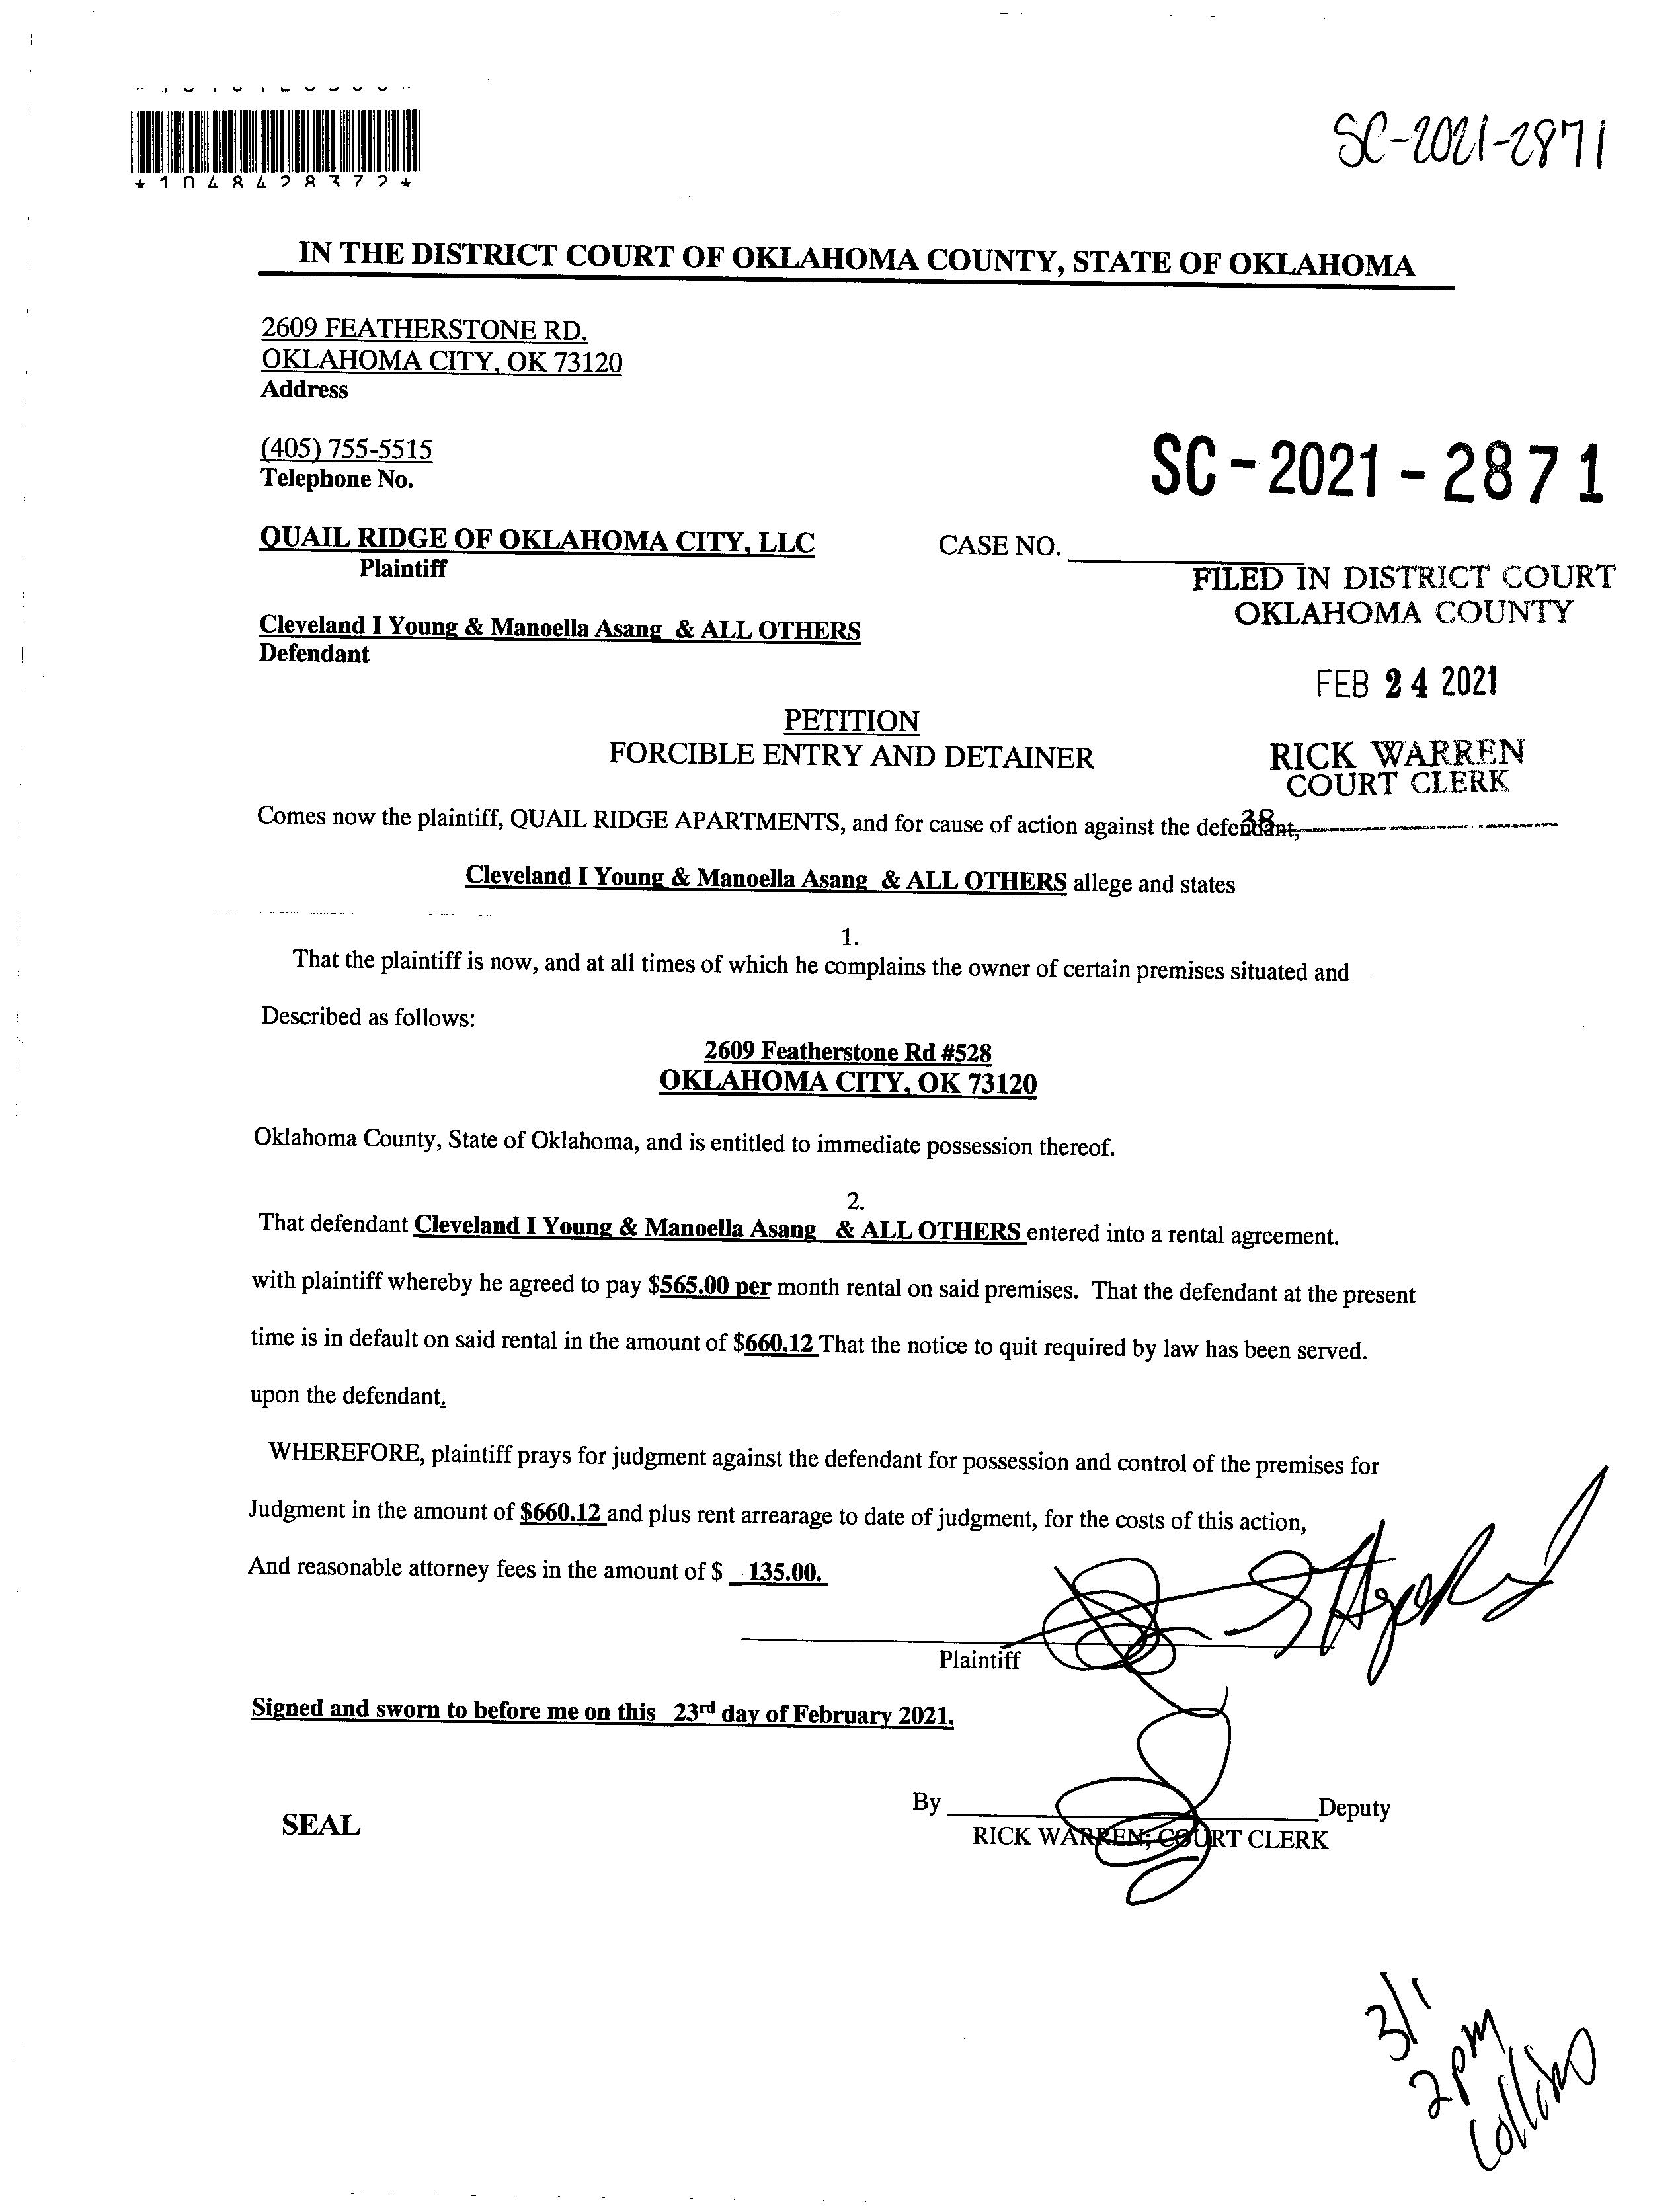 SC-2021-2871
*1048428372*
IN THE DISTRICT COURT OF OKLAHOMA COUNTY, STATE OF OKLAHOMA
2609 FEATHERSTONE RD.
OKLAHOMA CITY, OK 73120
Address
(405) 755-5515
Telephone No.
SC-2021-2871
QUAIL RIDGE OF OKLAHOMA CITY, LLC
Plaintiff
CASE NO.
FILED IN DISTRICT COURT
OKLAHOMA COUNTY
Cleveland I Young & Manoella Asang & ALL OTHERS
Defendant
FEB 24 2021
PETITION
FORCIBLE ENTRY AND DETAINER
RICK WARREN
COURT CLERK
38
Comes now the plaintiff, QUAIL RIDGE APARTMENTS, and for cause of action against the defendant,
Cleveland I Young & Manoella Asang & ALL OTHERS allege and states
1.
That the plaintiff is now, and at all times of which he complains the owner of certain premises situated and
Described as follows:
2609 Featherstone Rd #528
OKLAHOMA CITY, OK 73120
Oklahoma County, State of Oklahoma, and is entitled to immediate possession thereof.
2.
That defendant Cleveland I Young & Manoella Asang & ALL OTHERS entered into a rental agreement.
with plaintiff whereby he agreed to pay $565.00 per month rental on said premises. That the defendant at the present
time is in default on said rental in the amount of $660.12 That the notice to quit required by law has been served.
upon the defendant.
WHEREFORE, plaintiff prays for judgment against the defendant for possession and control of the premises for
Judgment in the amount of $660.12 and plus rent arrearage to date of judgment, for the costs of this action,
And reasonable attorney fees in the amount of $ 135.00.
Plaintiff
Signed and sworn to before me on this 23rd day of February 2021.
SEAL
By Deputy
RICK WARREN; COURT CLERK
3/1
2pm